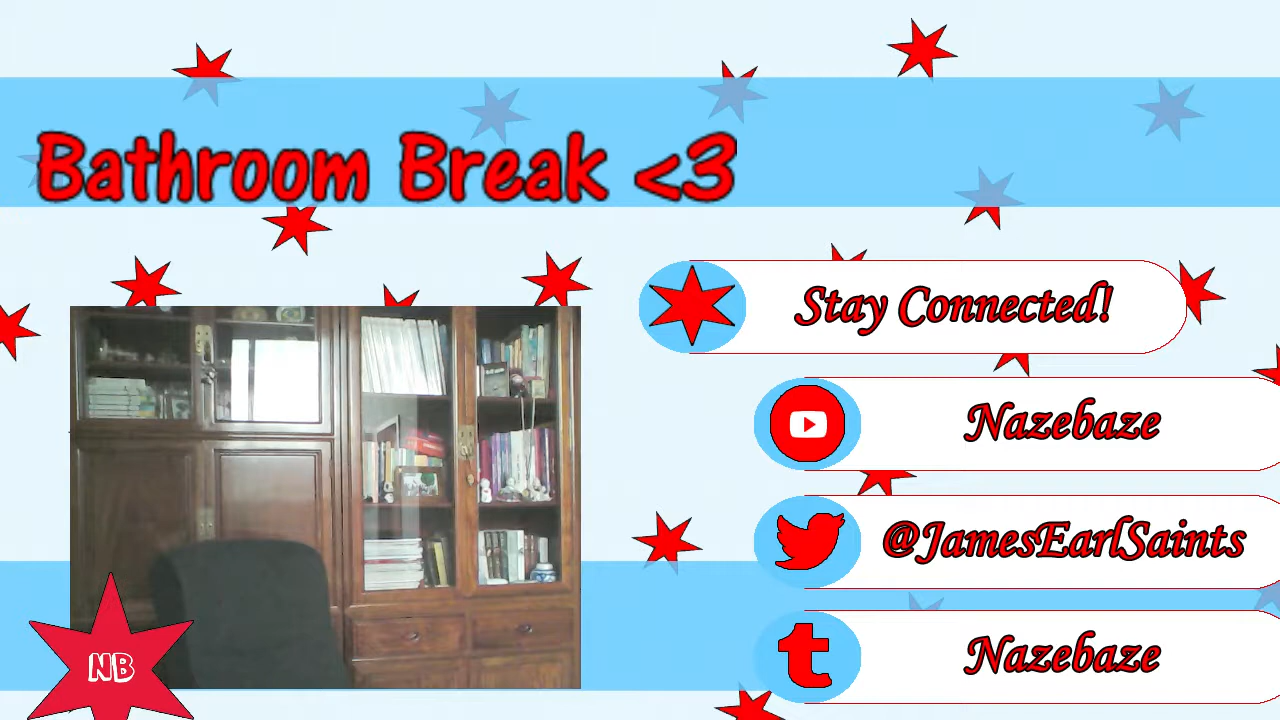 Bathroom Break <3
Stay Connected!
Nazebaze
@JamesEarlSaints
Nazebaze
NB